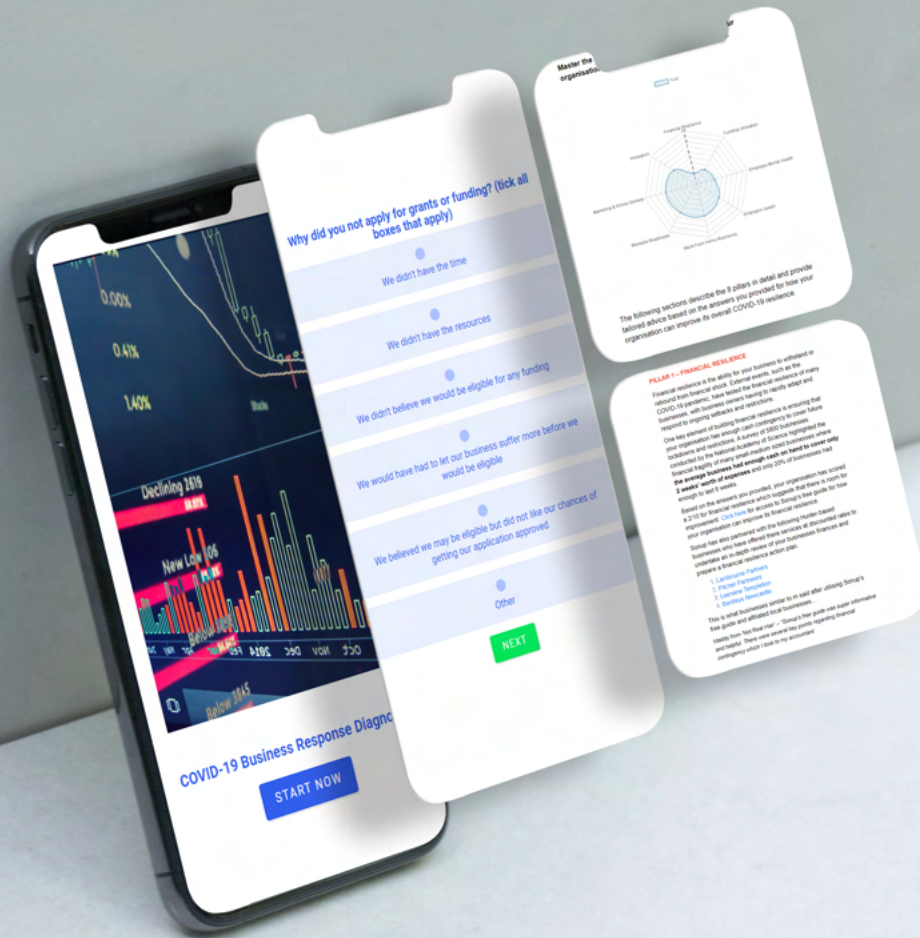 0.00%
0.41%
1.40%
Stocks
Declining 2619
New Low 106
Below
Below 3845
2014
DEC
NOV
OCT
COVID-19 Business Response Diagno
START NOW
Why did you not apply for grants or funding? (tick all
boxes that apply)
We didn't have the time
We didn't have the resources
We didn't believe we would be eligible for any funding
We would have had to let our business suffer more before we
would be eligible
We believed we may be eligible but did not like our chances of
getting our application approved
Other
NEXT
Master the
organisatio
Financial Resilience
Funding Utilisation
Employee Mental Health
Employee Safety
Work From Home Readiness
Website Readiness
Marketing & Online Delivery
The following sections describe the 8 pillars in detail and provide
tailored advice based on the answers you provided for how your
organisation can improve its overall COVID-19 resilience.
PILLAR 1 – FINANCIAL RESILIENCE
Financial resilience is the ability for your business to withstand or
rebound from financial shock. External events, such as the
COVID-19 pandemic, have tested the financial resilience of many
businesses, with business owners having to rapidly adapt and
respond to ongoing setbacks and restrictions.
One key element of building financial resilience is ensuring that
your organisation has enough cash contingency to cover future
lockdowns and restrictions. A survey of 5800 businesses
conducted by the National Academy of Science highlighted the
financial fragility of many small-medium sized businesses where
the average business had enough cash on hand to cover only
2 weeks' worth of expenses and only 20% of businesses had
enough to last 6 weeks.
Based on the answers you provided, your organisation has scored
a 2-10 for financial resilience which suggests that there is room for
improvement. Click here for access to Sonup's free guide for how
your organisation can improve its financial resilience
Sonup has also partnered with the following Hunter-based
businesses who have offered there services at discounted rates to
undertake an in-depth review of your businesses finances and
prepare a financial resilience action plan.
1. Lambourne Partners
2. Pitcher Partners
3. Leenane Templeton
4. Bentleys Newcastle
This is what businesses similar to in said after utilising Sonup's
free guide and affiliated local businesses...
Maddy from 'Not Real Hair' – "Sonup's free guide was super informative
and helpful. There were several key points regarding financial
contingency which I took to my accountant